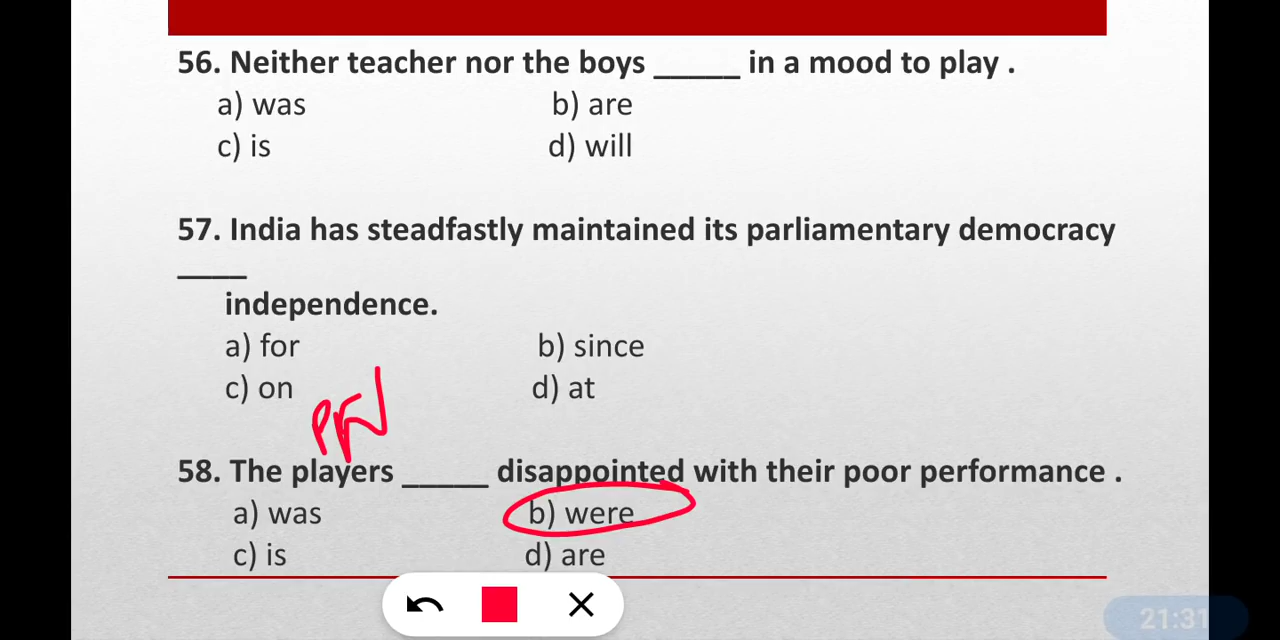 56. Neither teacher nor the boys _____ in a mood to play .
a) was b) are
c) is d) will
57. India has steadfastly maintained its parliamentary democracy
____
independence.
a) for b) since
c) on d) at
58. The players _____ disappointed with their poor performance .
a) was b) were
c) is d) are
21:31